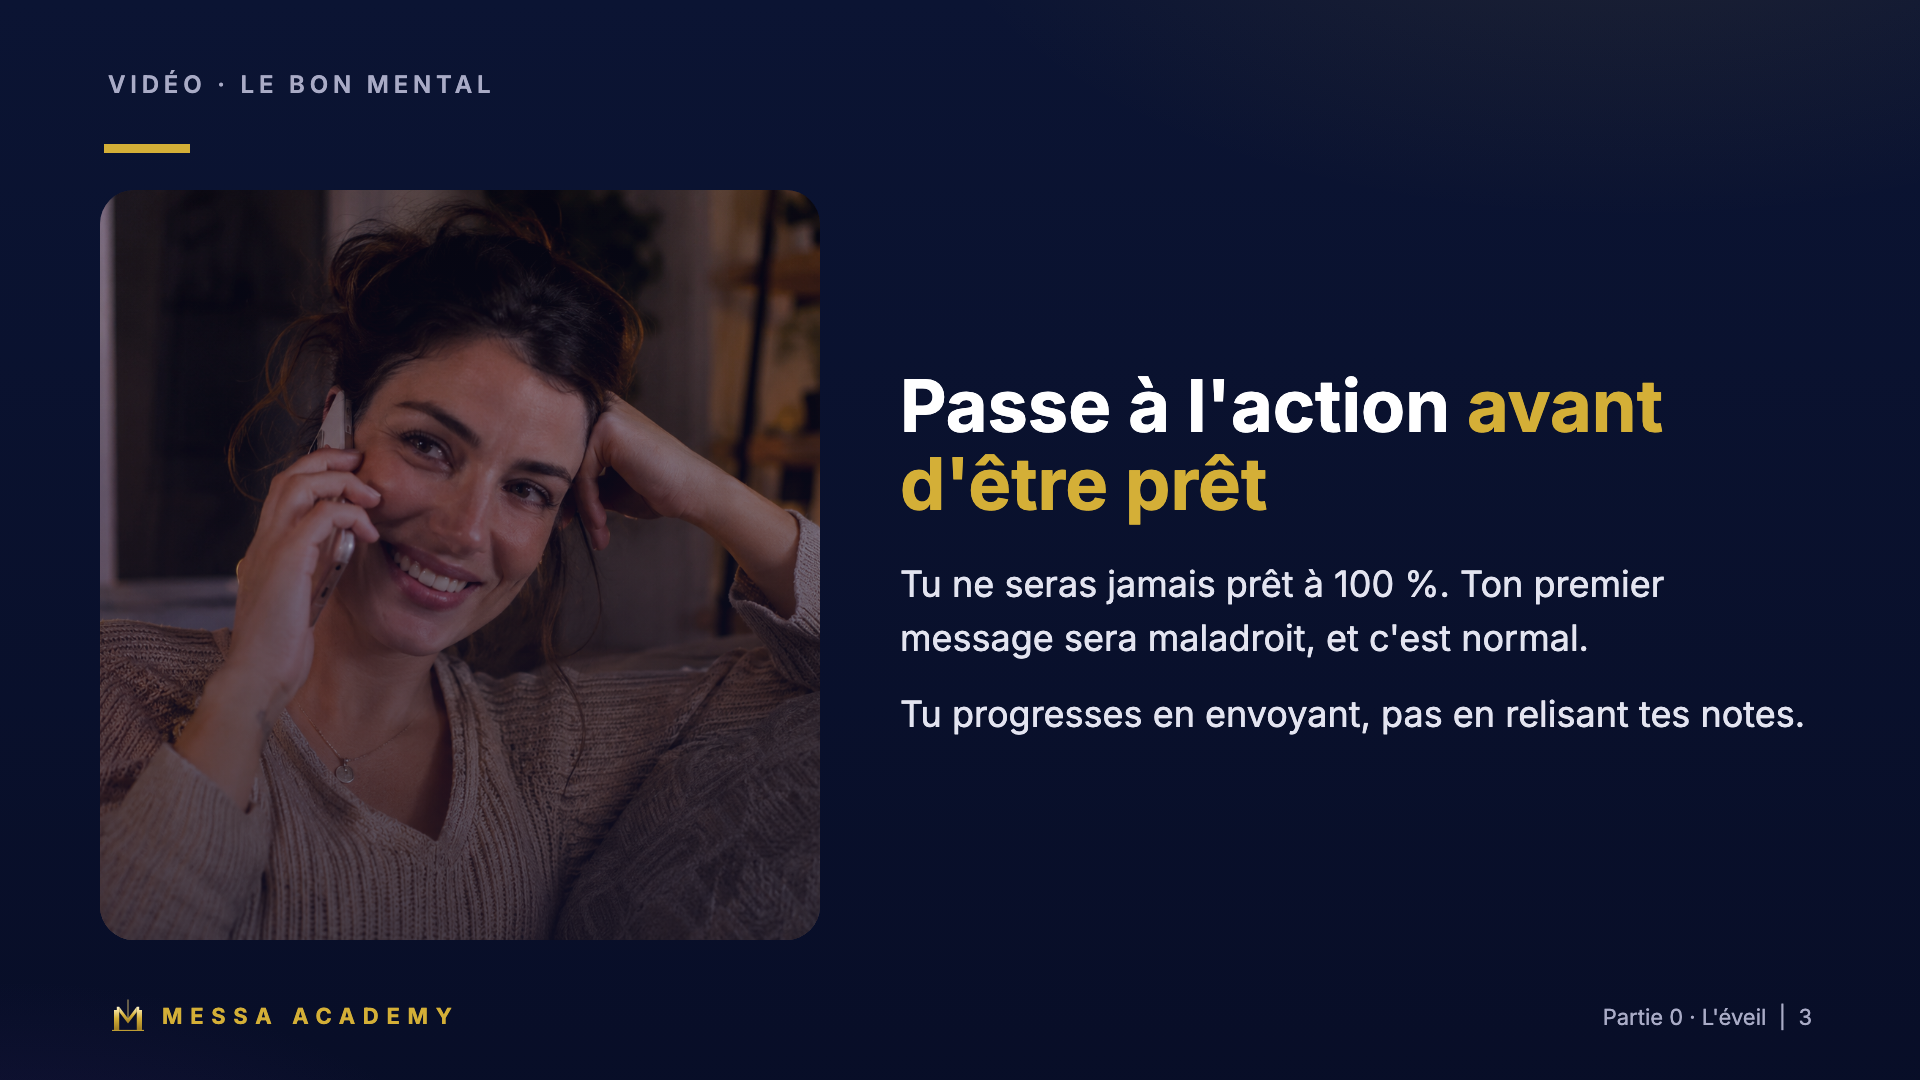 VIDÉO · LE BON MENTAL
Passe à l'action avant
d'être prêt
Tu ne seras jamais prêt à 100 %. Ton premier
message sera maladroit, et c'est normal.
Tu progresses en envoyant, pas en relisant tes notes.
MESSA ACADEMY
Partie 0 · L'éveil | 3